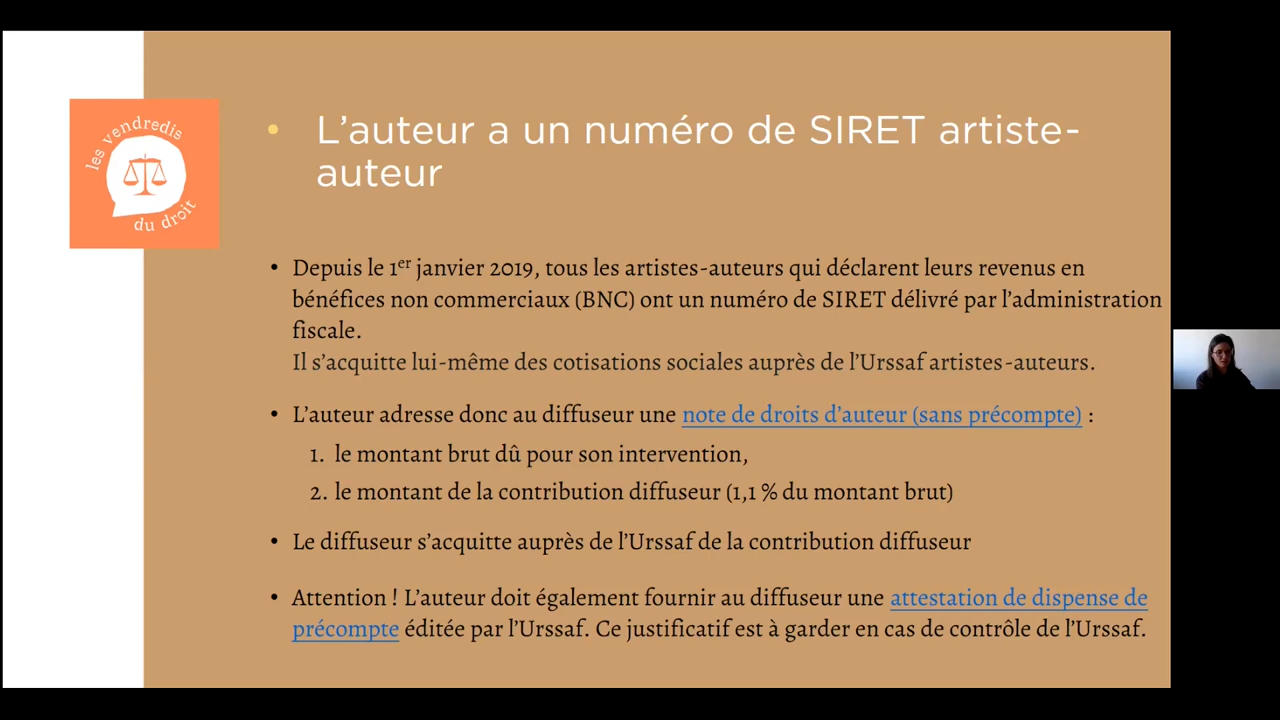 les vendredis
du droit
• L’auteur a un numéro de SIRET artiste-
auteur
• Depuis le 1er janvier 2019, tous les artistes-auteurs qui déclarent leurs revenus en
bénéfices non commerciaux (BNC) ont un numéro de SIRET délivré par l’administration
fiscale.
Il s’acquitte lui-même des cotisations sociales auprès de l’Urssaf artistes-auteurs.
• L’auteur adresse donc au diffuseur une note de droits d’auteur (sans précompte) :
1. le montant brut dû pour son intervention,
2. le montant de la contribution diffuseur (1,1 % du montant brut)
• Le diffuseur s’acquitte auprès de l’Urssaf de la contribution diffuseur
• Attention ! L’auteur doit également fournir au diffuseur une attestation de dispense de
précompte éditée par l’Urssaf. Ce justificatif est à garder en cas de contrôle de l’Urssaf.